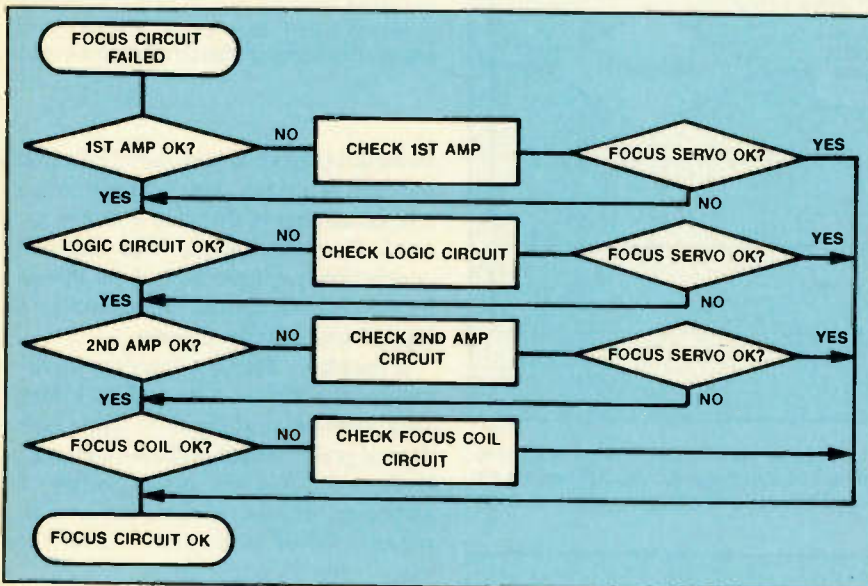 FOCUS CIRCUIT
FAILED
1ST AMP OK?
NO
CHECK 1ST AMP
FOCUS SERVO OK?
YES
YES
NO
LOGIC CIRCUIT OK?
NO
CHECK LOGIC CIRCUIT
FOCUS SERVO OK?
YES
YES
NO
2ND AMP OK?
NO
CHECK 2ND AMP
CIRCUIT
FOCUS SERVO OK?
YES
YES
NO
FOCUS COIL OK?
NO
CHECK FOCUS COIL
CIRCUIT
FOCUS CIRCUIT OK